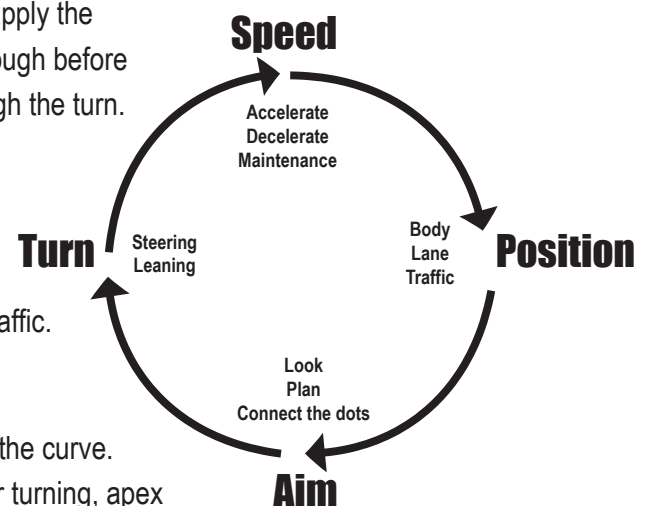 pply the
ough before
gh the turn.
affic.
the curve.
r turning, apex
Speed
Accelerate
Decelerate
Maintenance
Turn
Steering
Leaning
Body
Lane
Traffic
Position
Look
Plan
Connect the dots
Aim